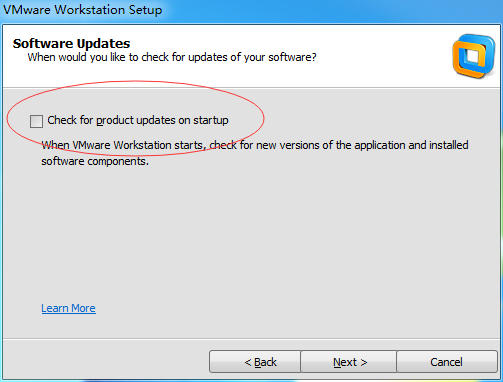 VMware Workstation Setup
Software Updates
When would you like to check for updates of your software?
Check for product updates on startup
When VMware Workstation starts, check for new versions of the application and installed
software components.
Learn More
< Back
Next >
Cancel